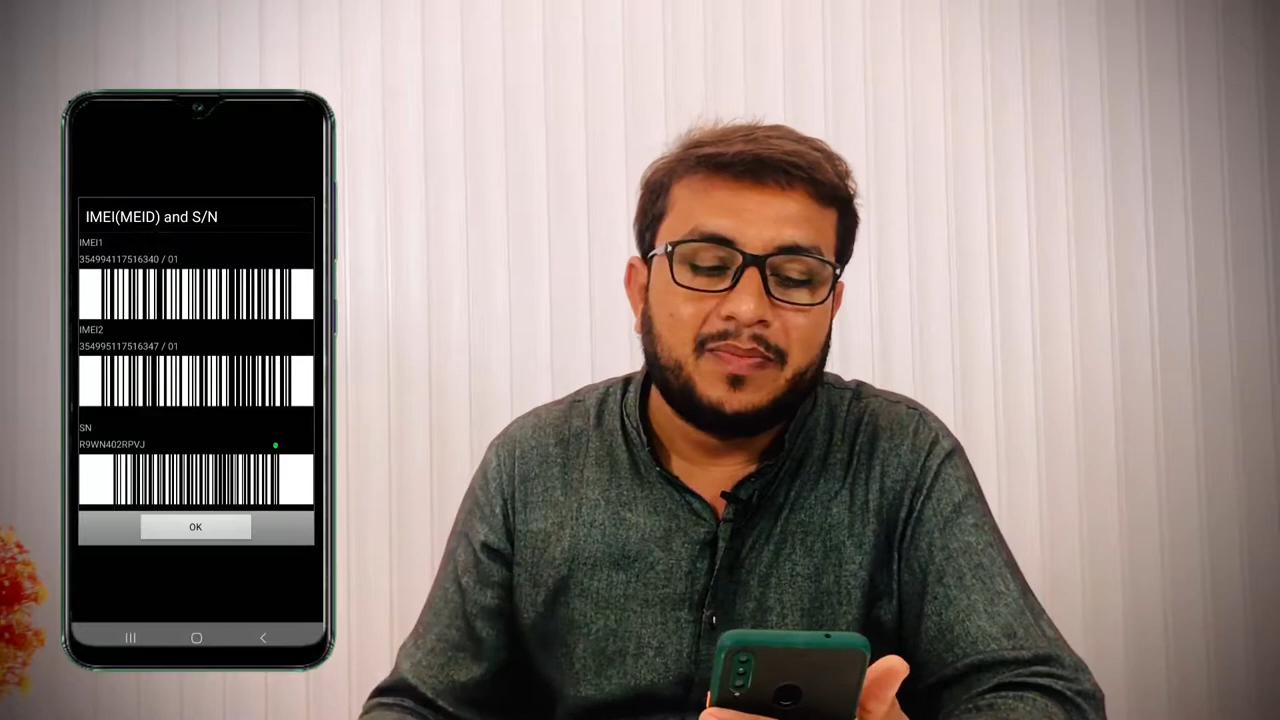 IMEI(MEID) and S/N
IMEI1
354994117516340 / 01
IMEI2
354995117516347 / 01
SN
R9WN402RPVJ
OK